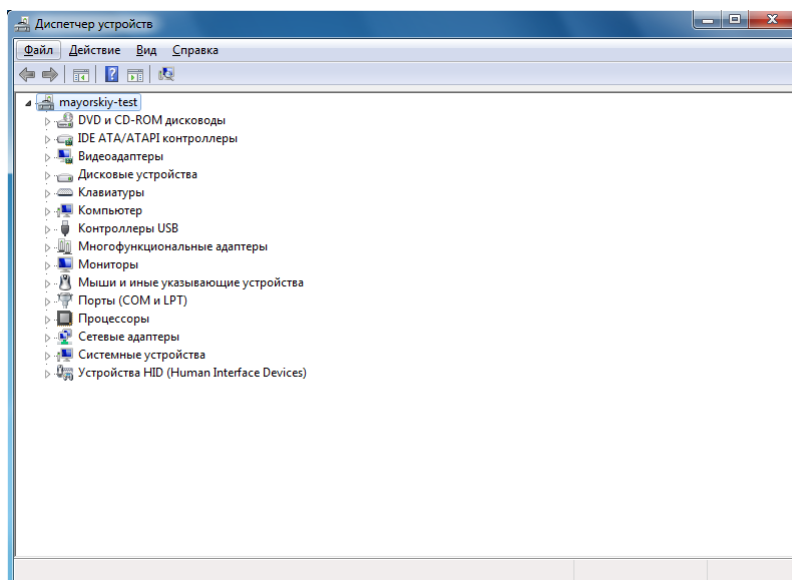 Диспетчер устройств
Файл Действие Вид Справка
mayorskiy-test
DVD и CD-ROM дисководы
IDE ATA/ATAPI контроллеры
Видеоадаптеры
Дисковые устройства
Клавиатуры
Компьютер
Контроллеры USB
Многофункциональные адаптеры
Мониторы
Мыши и иные указывающие устройства
Порты (COM и LPT)
Процессоры
Сетевые адаптеры
Системные устройства
Устройства HID (Human Interface Devices)